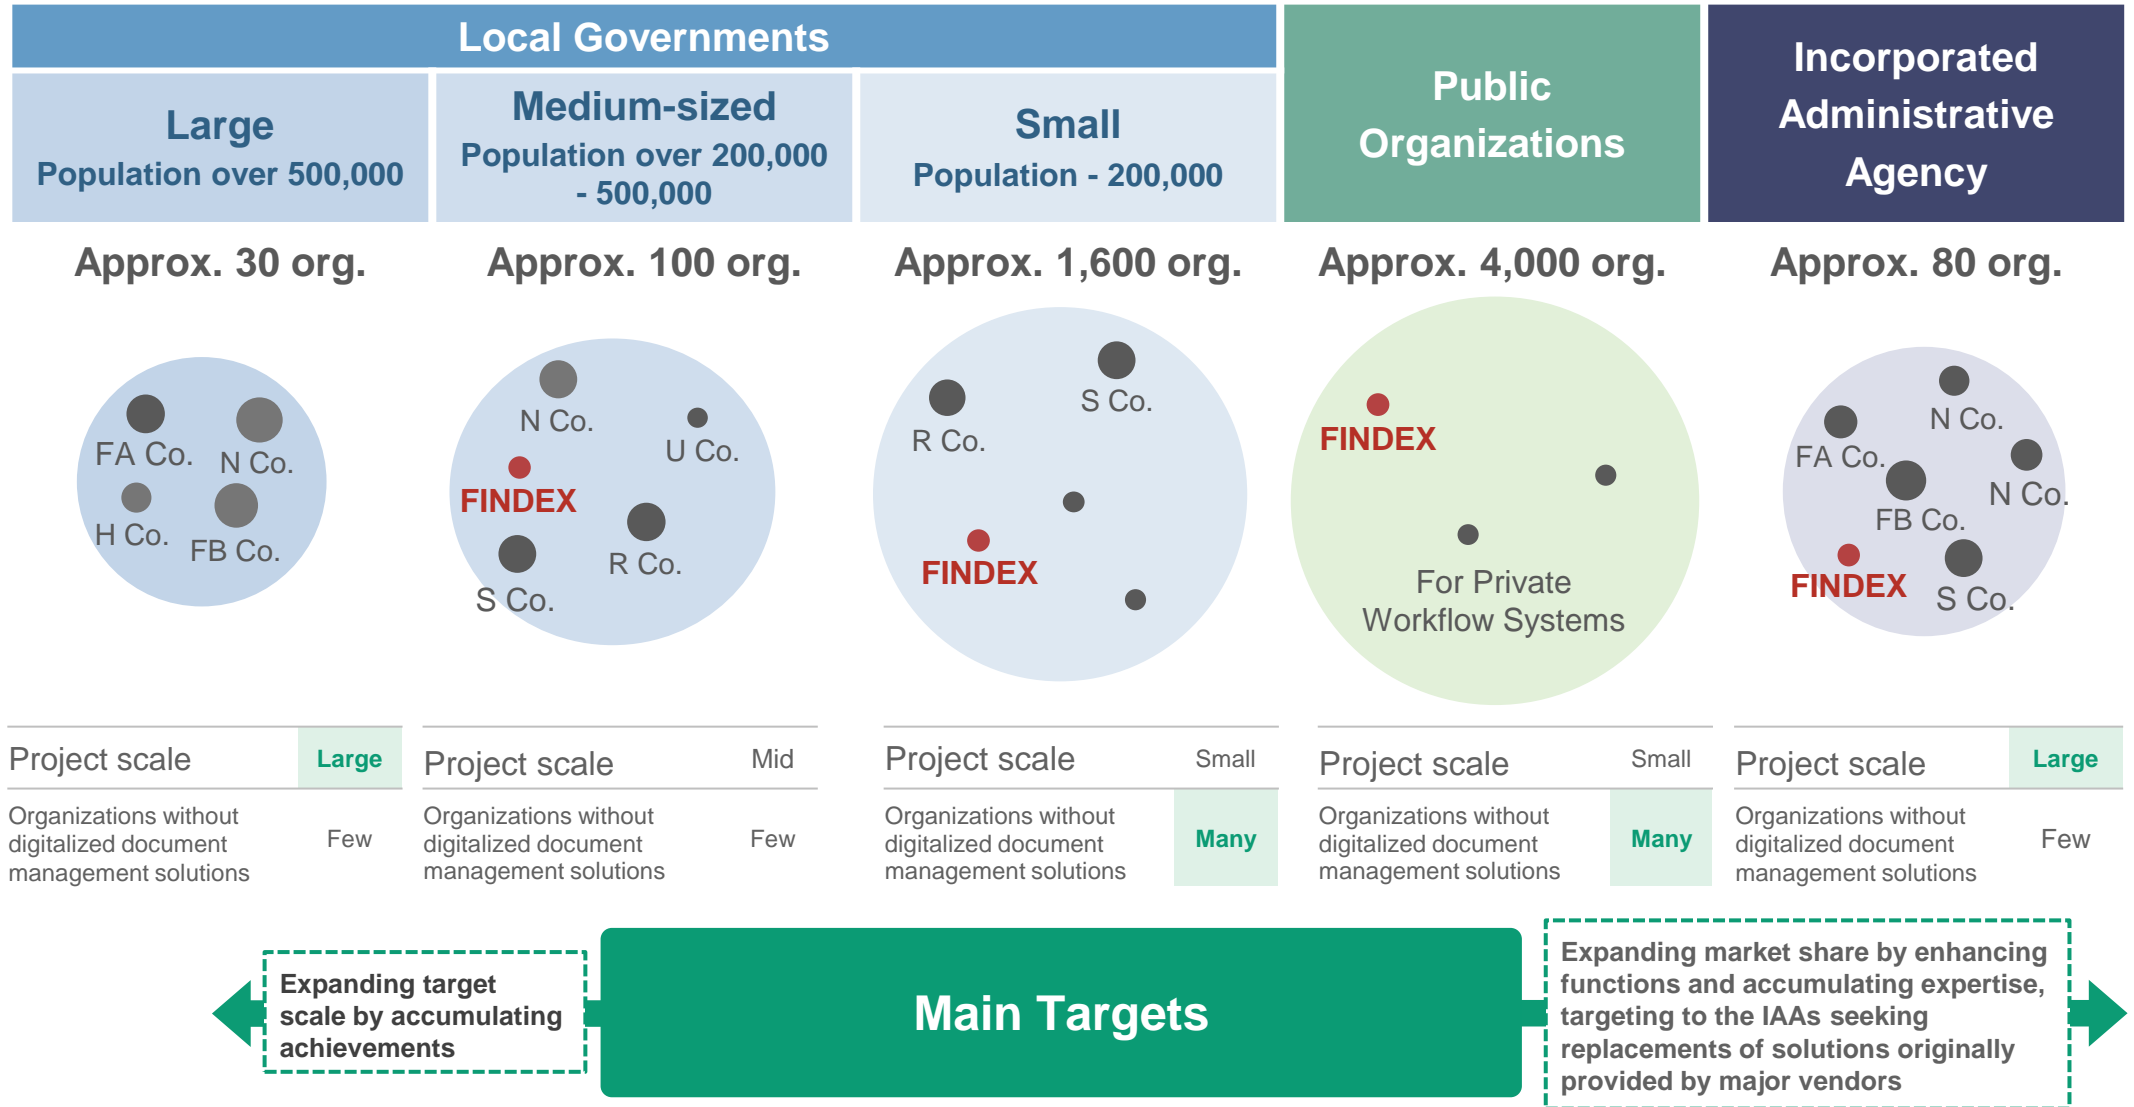 Local Governments
Large
Population over 500,000
Medium-sized
Population over 200,000
- 500,000
Small
Population - 200,000
Public
Organizations
Incorporated
Administrative
Agency
Approx. 30 org.
Approx. 100 org.
Approx. 1,600 org.
Approx. 4,000 org.
Approx. 80 org.
FA Co.
N Co.
H Co.
FB Co.
N Co.
U Co.
FINDEX
R Co.
S Co.
S Co.
R Co.
FINDEX
FINDEX
For Private
Workflow Systems
N Co.
FA Co.
N Co.
FB Co.
FINDEX
S Co.
Project scale
Large
Organizations without
digitalized document
management solutions
Few
Project scale
Mid
Organizations without
digitalized document
management solutions
Few
Project scale
Small
Organizations without
digitalized document
management solutions
Many
Project scale
Small
Organizations without
digitalized document
management solutions
Many
Project scale
Large
Organizations without
digitalized document
management solutions
Few
Expanding target
scale by accumulating
achievements
Main Targets
Expanding market share by enhancing
functions and accumulating expertise,
targeting to the IAAs seeking
replacements of solutions originally
provided by major vendors